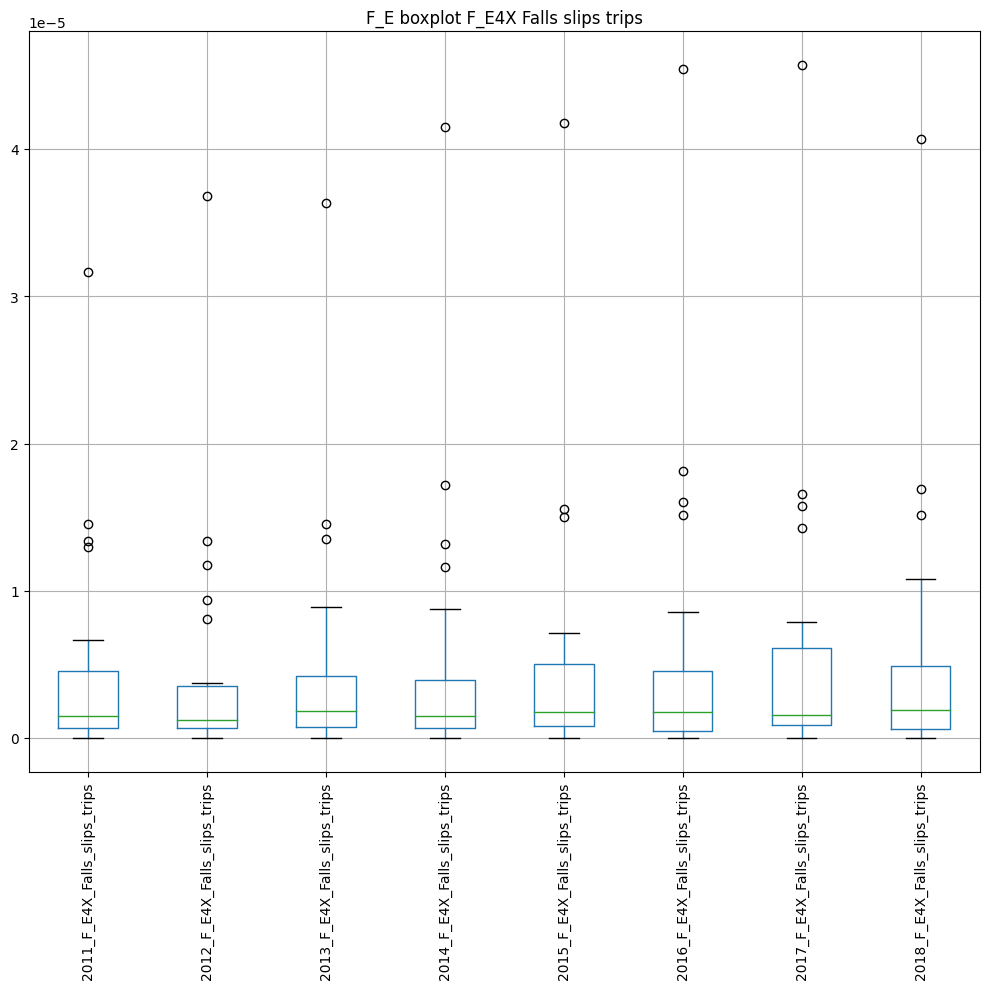 F_E boxplot F_E4X Falls slips trips
1e−5
4
3
2
1
0
2011_F_E4X_Falls_slips_trips
2012_F_E4X_Falls_slips_trips
2013_F_E4X_Falls_slips_trips
2014_F_E4X_Falls_slips_trips
2015_F_E4X_Falls_slips_trips
2016_F_E4X_Falls_slips_trips
2017_F_E4X_Falls_slips_trips
2018_F_E4X_Falls_slips_trips